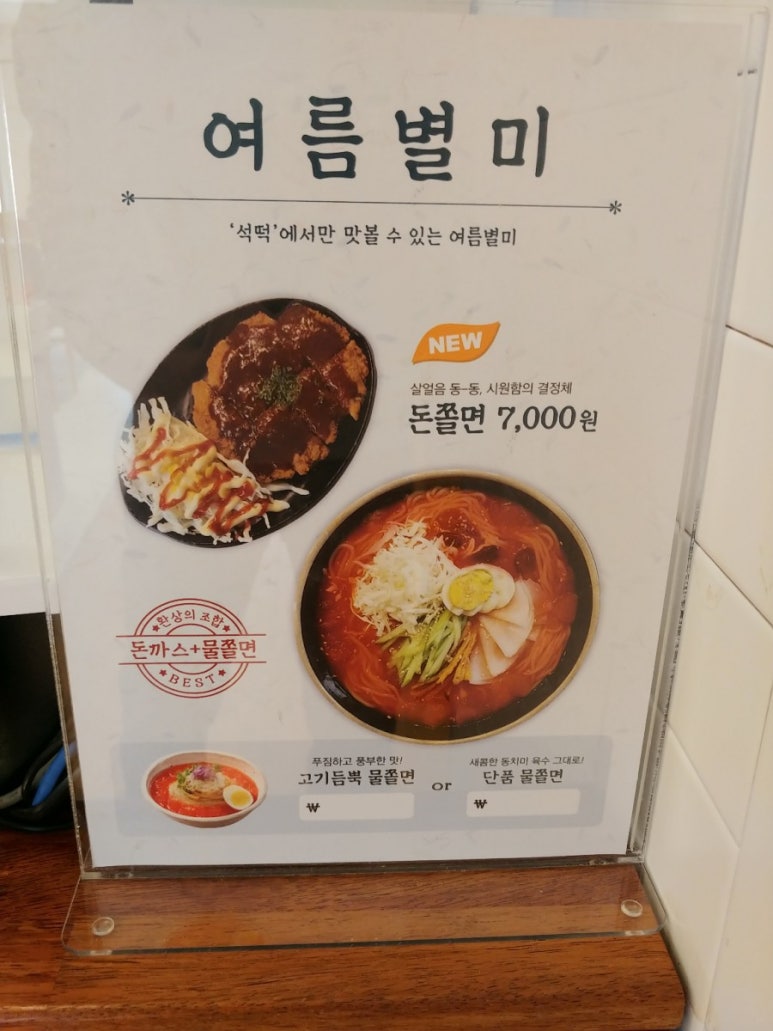 여름별미
‘석떡’에서만 맛볼 수 있는 여름별미
NEW
살얼음 동~동, 시원함의 결정체
돈쫄면 7,000원
환상의 조합
돈까스+물쫄면
BEST
푸짐하고 풍부한 맛!
고기듬뿍 물쫄면
₩
or
새콤한 동치미 육수 그대로!
단품 물쫄면
₩